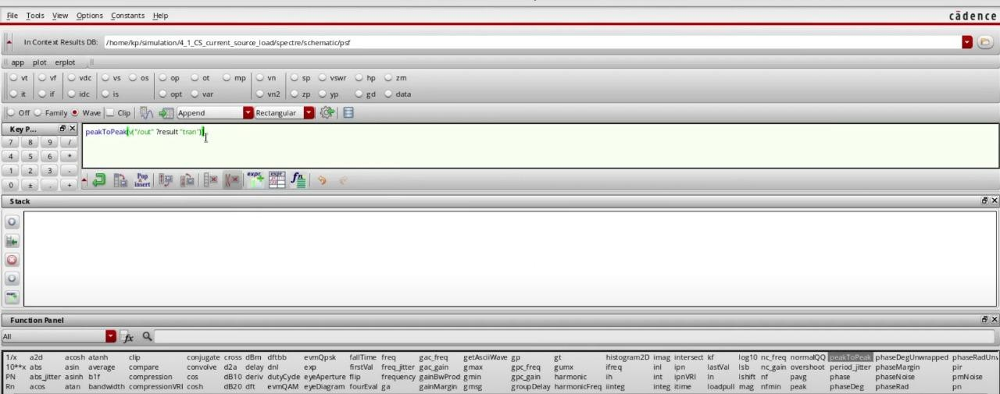 File Tools View Options Constants Help cādence
In Context Results DB: /home/kp/simulation/4_1_CS_current_source_load/spectre/schematic/psf
app plot erplot
vt vf vdc vs os op ot mp vn sp vswr hp zm
it if idc is opt var vn2 zp yp gd data
Off Family Wave Clip Append Rectangular
Key P...
7 8 9 /
4 5 6 *
1 2 3 -
0 ± . +
peakToPeak(v("/out" ?result "tran"))
Pop insert expr expr fn
Stack
expr
Function Panel
All fx
1/x a2d acosh atanh clip conjugate cross dBm dftbb evmQpsk fallTime freq gac_freq getAsciiWave gp gt histogram2D imag intersect kf log10 nc_freq normalQQ peakToPeak phaseDegUnwrapped phaseRadUnv
10**x abs asin average compare convolve d2a delay dnl exp firstVal freq_jitter gac_gain gmax gpc_freq gumx ifreq inl ipn lastVal lsb nc_gain overshoot period_jitter phaseMargin pir
PN abs_jitter asinh b1f compression cos dB10 deriv dutyCycle eyeAperture flip frequency gainBwProd gmin gpc_gain harmonic ih int ipnVRI ln lshift nf pavg phase phaseNoise pmNoise
Rn acos atan bandwidth compressionVRI cosh dB20 dft evmQAM eyeDiagram fourEval ga gainMargin gmsg groupDelay harmonicFreq iinteg integ itime loadpull mag nfmin peak phaseDeg phaseRad pn